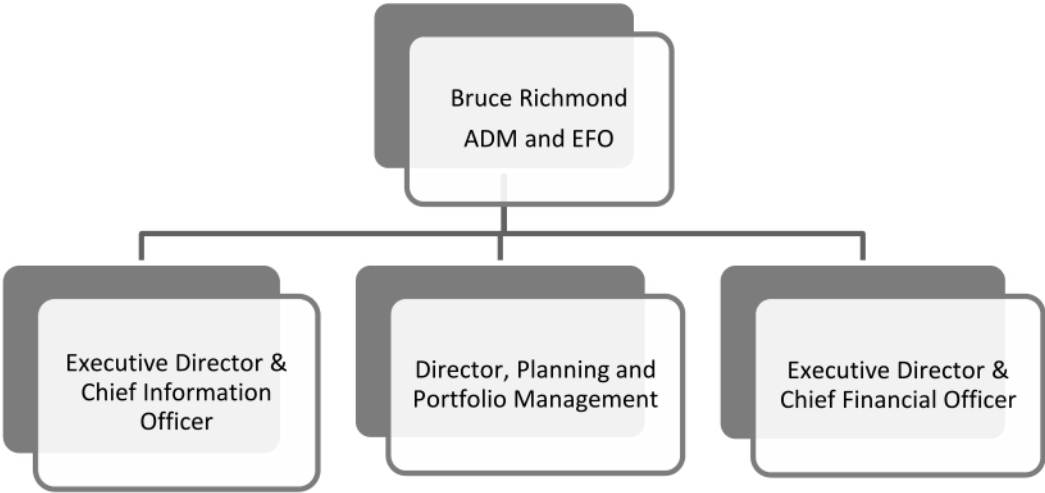 Bruce Richmond
ADM and EFO
Executive Director &
Chief Information
Officer
Director, Planning and
Portfolio Management
Executive Director &
Chief Financial Officer